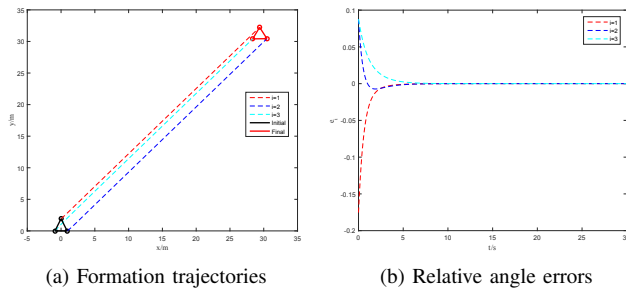 40
35
30
25
20
15
10
5
0
y/m
-5 0 5 10 15 20 25 30 35
x/m
i=1
i=2
i=3
Initial
Final
(a) Formation trajectories
0.1
0.05
0
-0.05
-0.1
-0.15
-0.2
0 5 10 15 20 25 30
t/s
i=1
i=2
i=3
(b) Relative angle errors